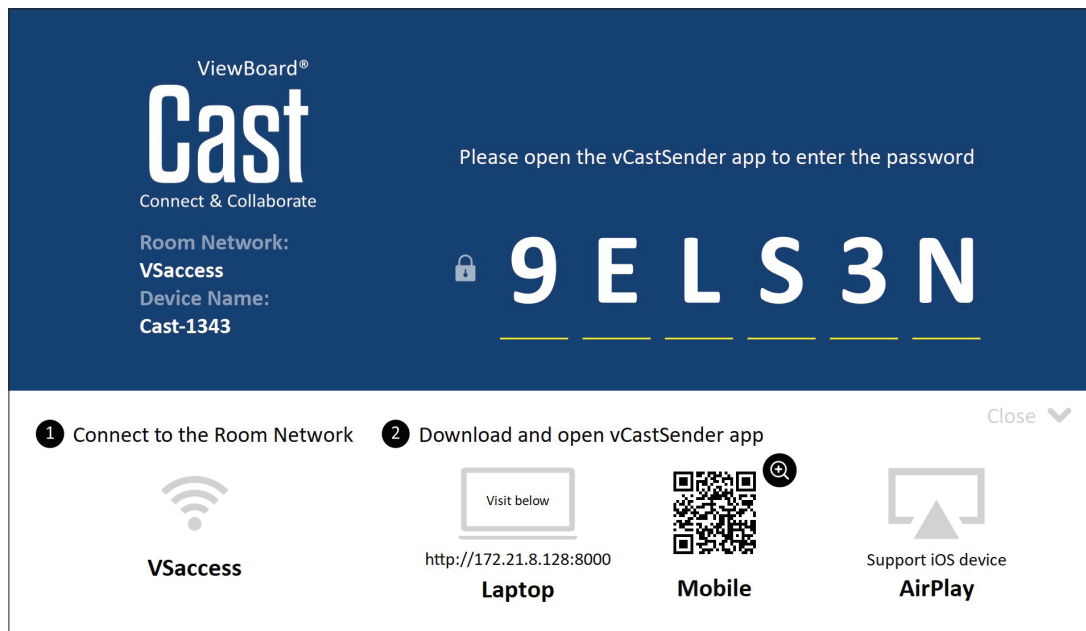 ViewBoard®
Cast
Connect & Collaborate
Room Network:
VSaccess
Device Name:
Cast-1343
Please open the vCastSender app to enter the password
9 E L S 3 N
Close
1 Connect to the Room Network
VSaccess
2 Download and open vCastSender app
Visit below
http://172.21.8.128:8000
Laptop
Mobile
Support iOS device
AirPlay